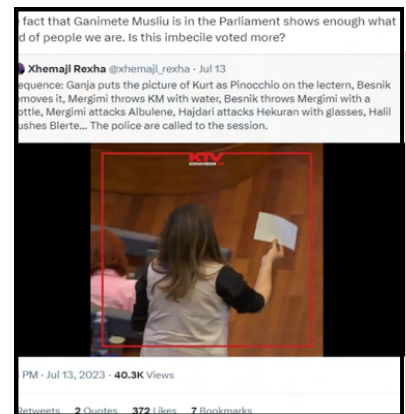 fact that Ganimete Musliu is in the Parliament shows enough what
d of people we are. Is this imbecile voted more?
Xhemajl Rexha @xhemajl_rexha · Jul 13
equence: Ganja puts the picture of Kurt as Pinocchio on the lectern, Besnik
emoves it, Mergimi throws KM with water, Besnik throws Mergimi with a
ottle, Mergimi attacks Albulene, Hajdari attacks Hekuran with glasses, Halil
ushes Blerte... The police are called to the session.
KTV
PM · Jul 13, 2023 · 40.3K Views
Retweets 2 Quotes 372 Likes 7 Bookmarks